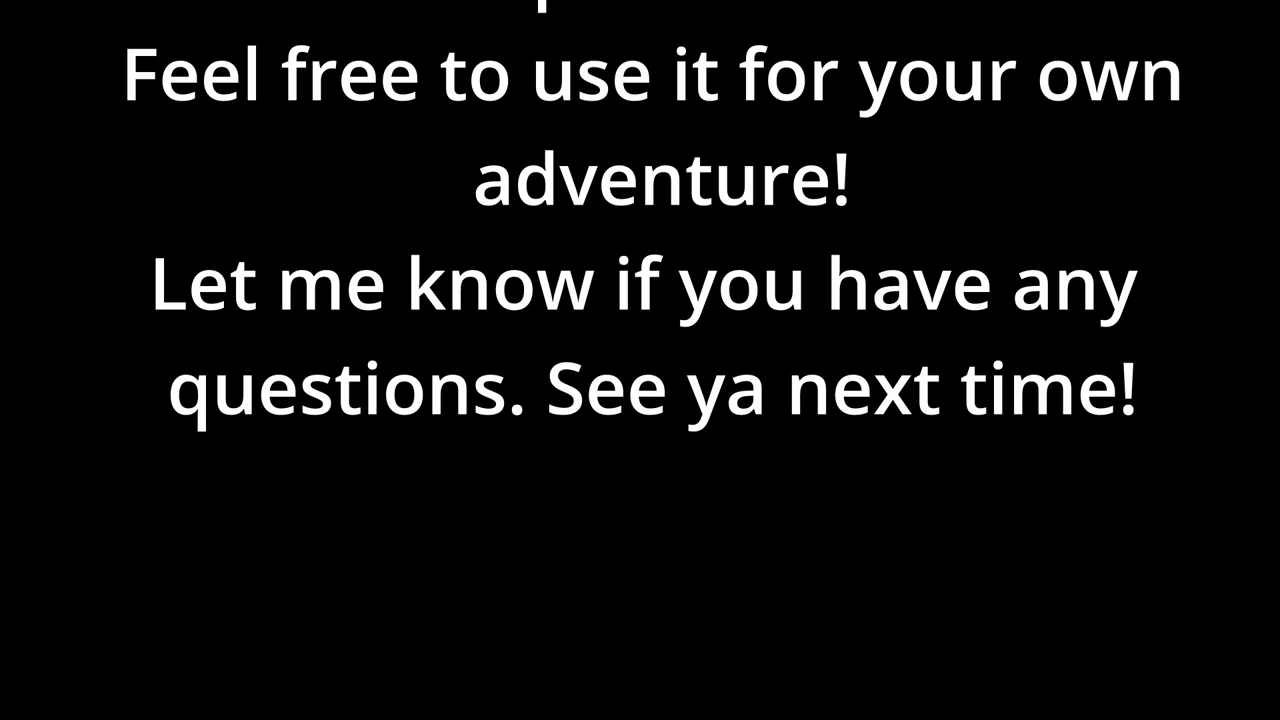 Feel free to use it for your own
adventure!
Let me know if you have any
questions. See ya next time!